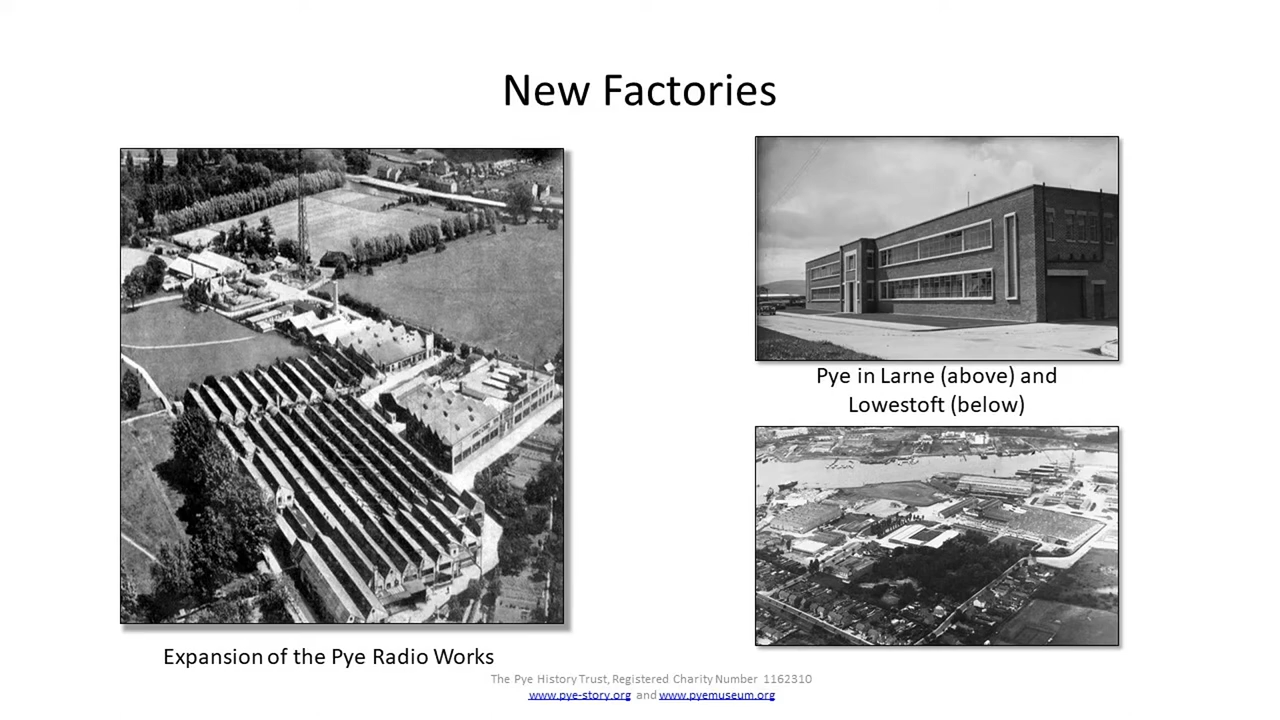 New Factories
Pye in Larne (above) and
Lowestoft (below)
Expansion of the Pye Radio Works
The Pye History Trust, Registered Charity Number 1162310
www.pye-story.org and www.pyemuseum.org